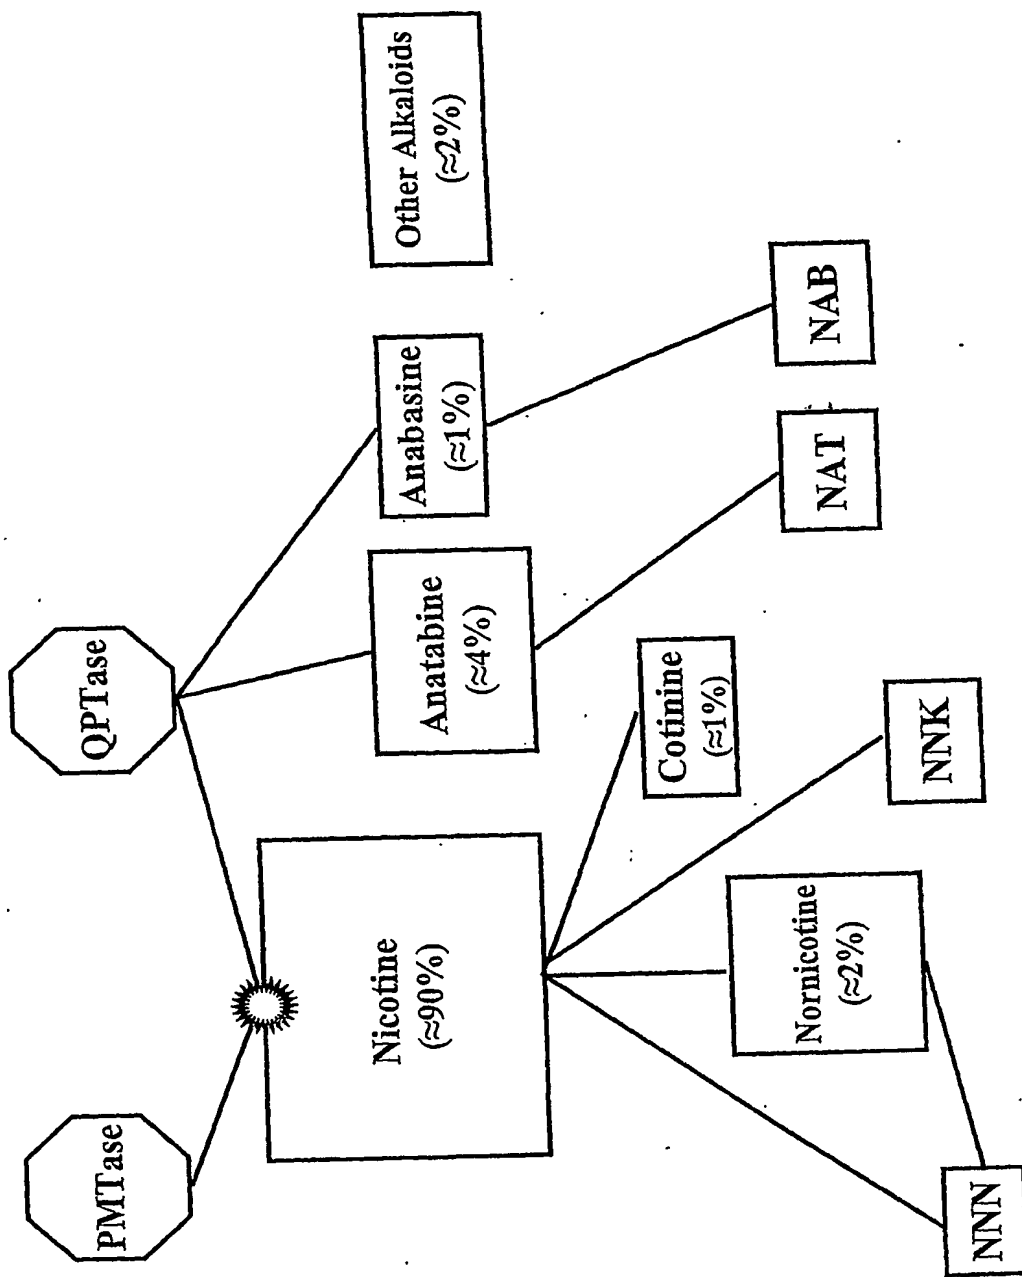 PMTase
QPTase
Nicotine
(≈90%)
Anatabine
(≈4%)
Anabasine
(≈1%)
Other Alkaloids
(≈2%)
Cotinine
(≈1%)
Nornicotine
(≈2%)
NNN
NNK
NAT
NAB